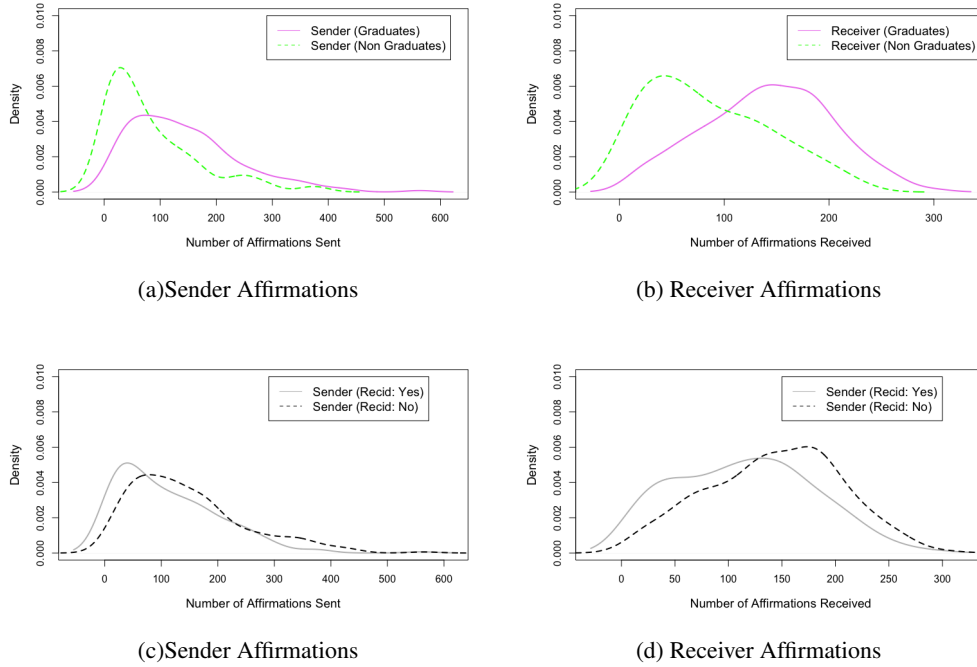 0.000 0.002 0.004 0.006 0.008 0.010
Density
Sender (Graduates)
Sender (Non Graduates)
0 100 200 300 400 500 600
Number of Affirmations Sent
(a)Sender Affirmations
0.000 0.002 0.004 0.006 0.008 0.010
Density
Receiver (Graduates)
Receiver (Non Graduates)
0 100 200 300
Number of Affirmations Received
(b) Receiver Affirmations
0.000 0.002 0.004 0.006 0.008 0.010
Density
Sender (Recid: Yes)
Sender (Recid: No)
0 100 200 300 400 500 600
Number of Affirmations Sent
(c)Sender Affirmations
0.000 0.002 0.004 0.006 0.008 0.010
Density
Sender (Recid: Yes)
Sender (Recid: No)
0 50 100 150 200 250 300
Number of Affirmations Received
(d) Receiver Affirmations